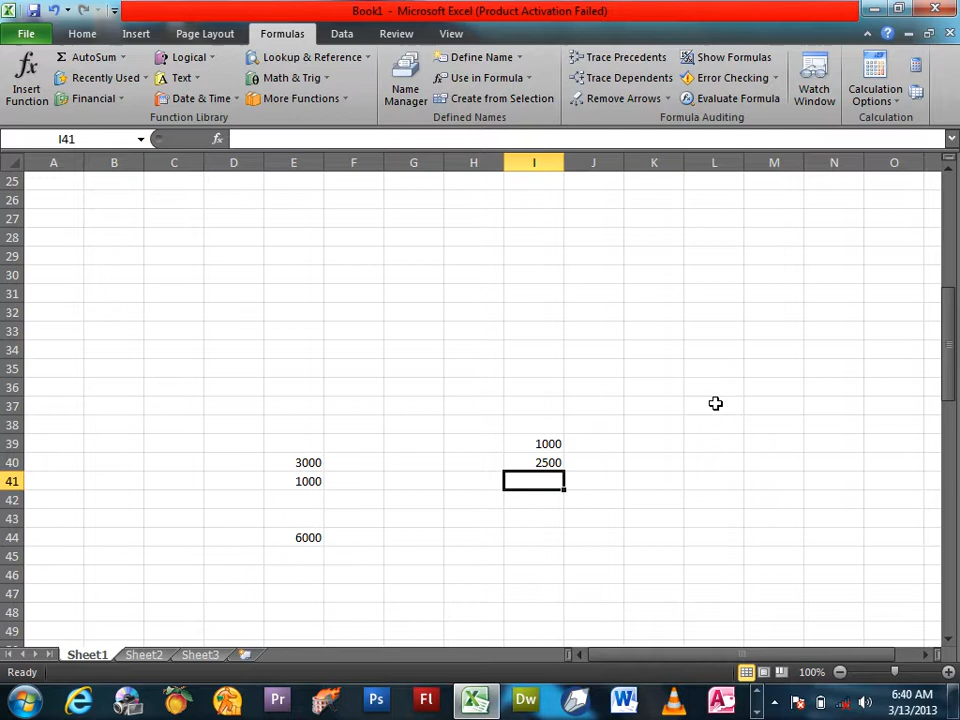 Book1 - Microsoft Excel (Product Activation Failed)
File Home Insert Page Layout Formulas Data Review View
Σ AutoSum Logical Lookup & Reference Define Name Trace Precedents Show Formulas
Recently Used Text Math & Trig Use in Formula Trace Dependents Error Checking
Financial Date & Time More Functions Create from Selection Remove Arrows Evaluate Formula
Insert Function Name Manager Watch Window Calculation Options
Function Library Defined Names Formula Auditing Calculation
I41 fx
A B C D E F G H I J K L M N O
25
26
27
28
29
30
31
32
33
34
35
36
37
38
39 1000
40 3000 2500
41 1000
42
43
44 6000
45
46
47
48
49
Sheet1 Sheet2 Sheet3
Ready 100%
Pr Ps Fl Dw W A
6:40 AM
3/13/2013